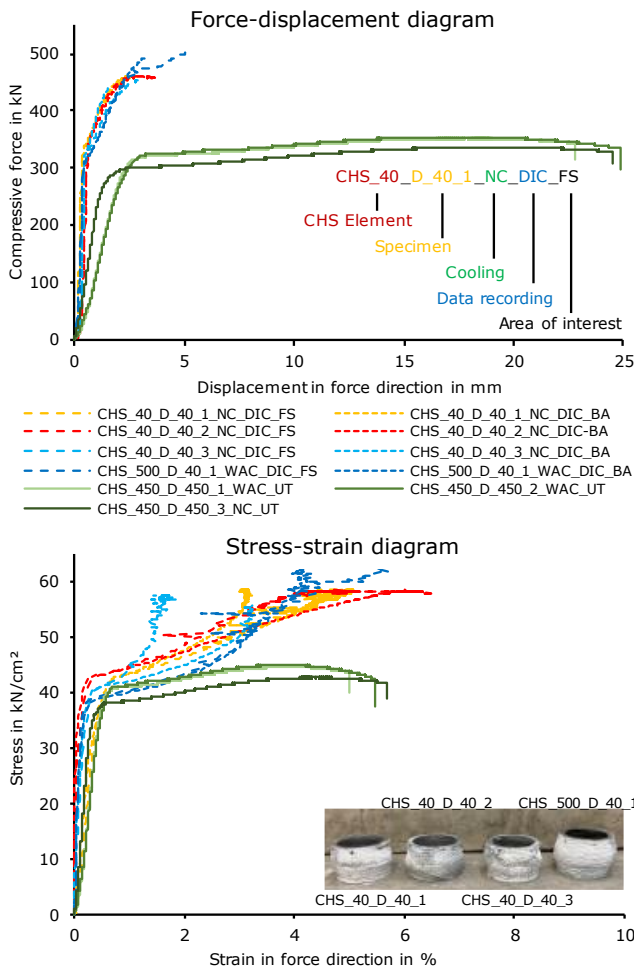 Force-displacement diagram
Compressive force in kN
500
400
300
200
100
0
CHS_40_D_40_1_NC_DIC_FS
CHS Element
Specimen
Cooling
Data recording
Area of interest
0 5 10 15 20 25
Displacement in force direction in mm
CHS_40_D_40_1_NC_DIC_FS CHS_40_D_40_1_NC_DIC_BA
CHS_40_D_40_2_NC_DIC_FS CHS_40_D_40_2_NC_DIC-BA
CHS_40_D_40_3_NC_DIC_FS CHS_40_D_40_3_NC_DIC_BA
CHS_500_D_40_1_WAC_DIC_FS CHS_500_D_40_1_WAC_DIC_BA
CHS_450_D_450_1_WAC_UT CHS_450_D_450_2_WAC_UT
CHS_450_D_450_3_NC_UT
Stress-strain diagram
Stress in kN/cm²
60
50
40
30
20
10
0
CHS_40_D_40_2 CHS_500_D_40_1
CHS_40_D_40_1 CHS_40_D_40_3
0 2 4 6 8 10
Strain in force direction in %